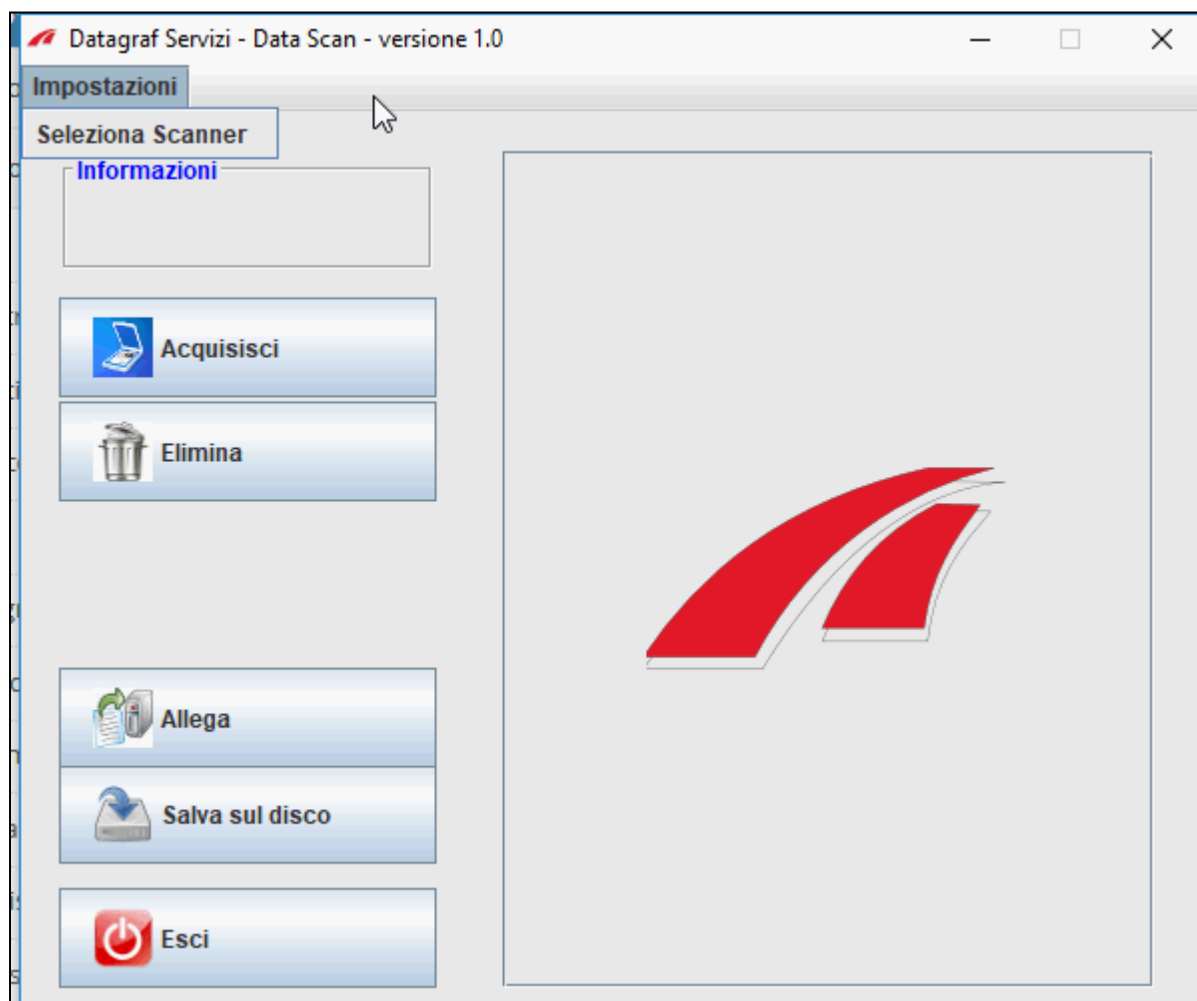 Datagraf Servizi - Data Scan - versione 1.0
Impostazioni
Seleziona Scanner
Informazioni
Acquisisci
Elimina
Allega
Salva sul disco
Esci